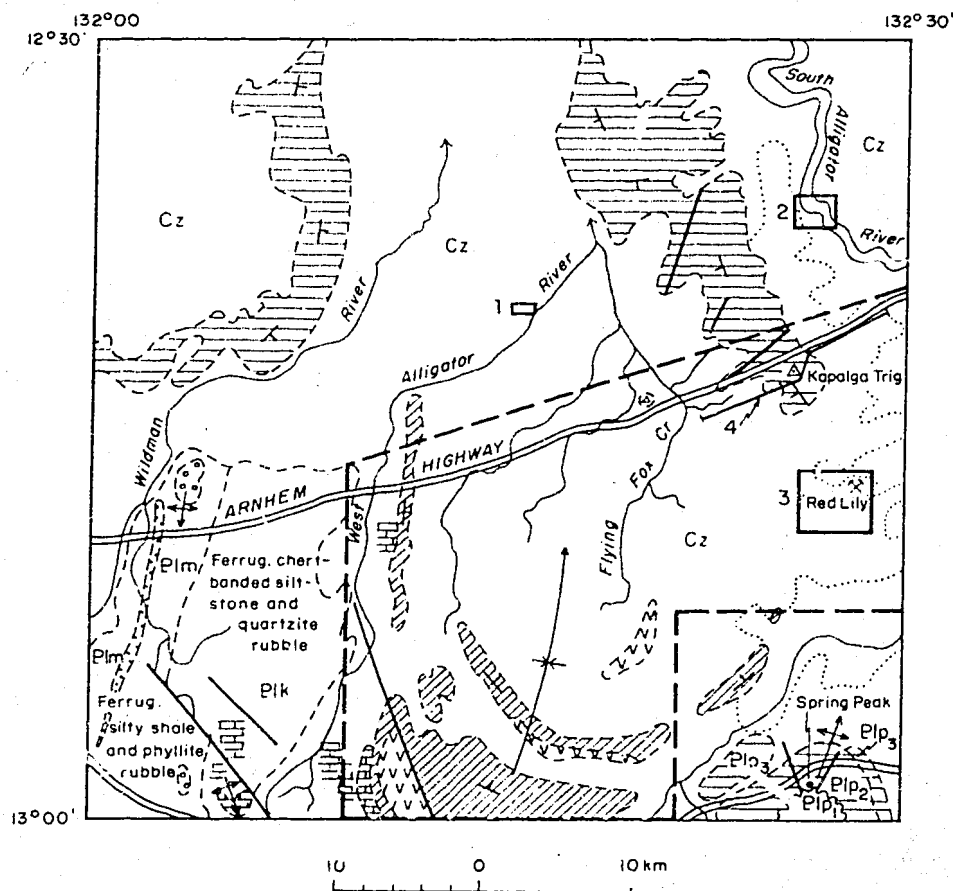 132°00'
132°30'
12°30'
South
Alligator
River
Cz
Cz
Cz
2
1
River
River
Alligator
Wildman
Kapalga Trig
4
HIGHWAY
ARNHEM
West
Fox
Cr
Flying
3
Red Lily
Cz
Plm
Ferrug. chert-
banded silt-
stone and
quartzite
rubble
Plm
Plk
Ferrug.
silty shale
and phyllite
rubble
Spring Peak
Plp3
Plp3
Plp2
Plp1
13°00'
10 0 10 km